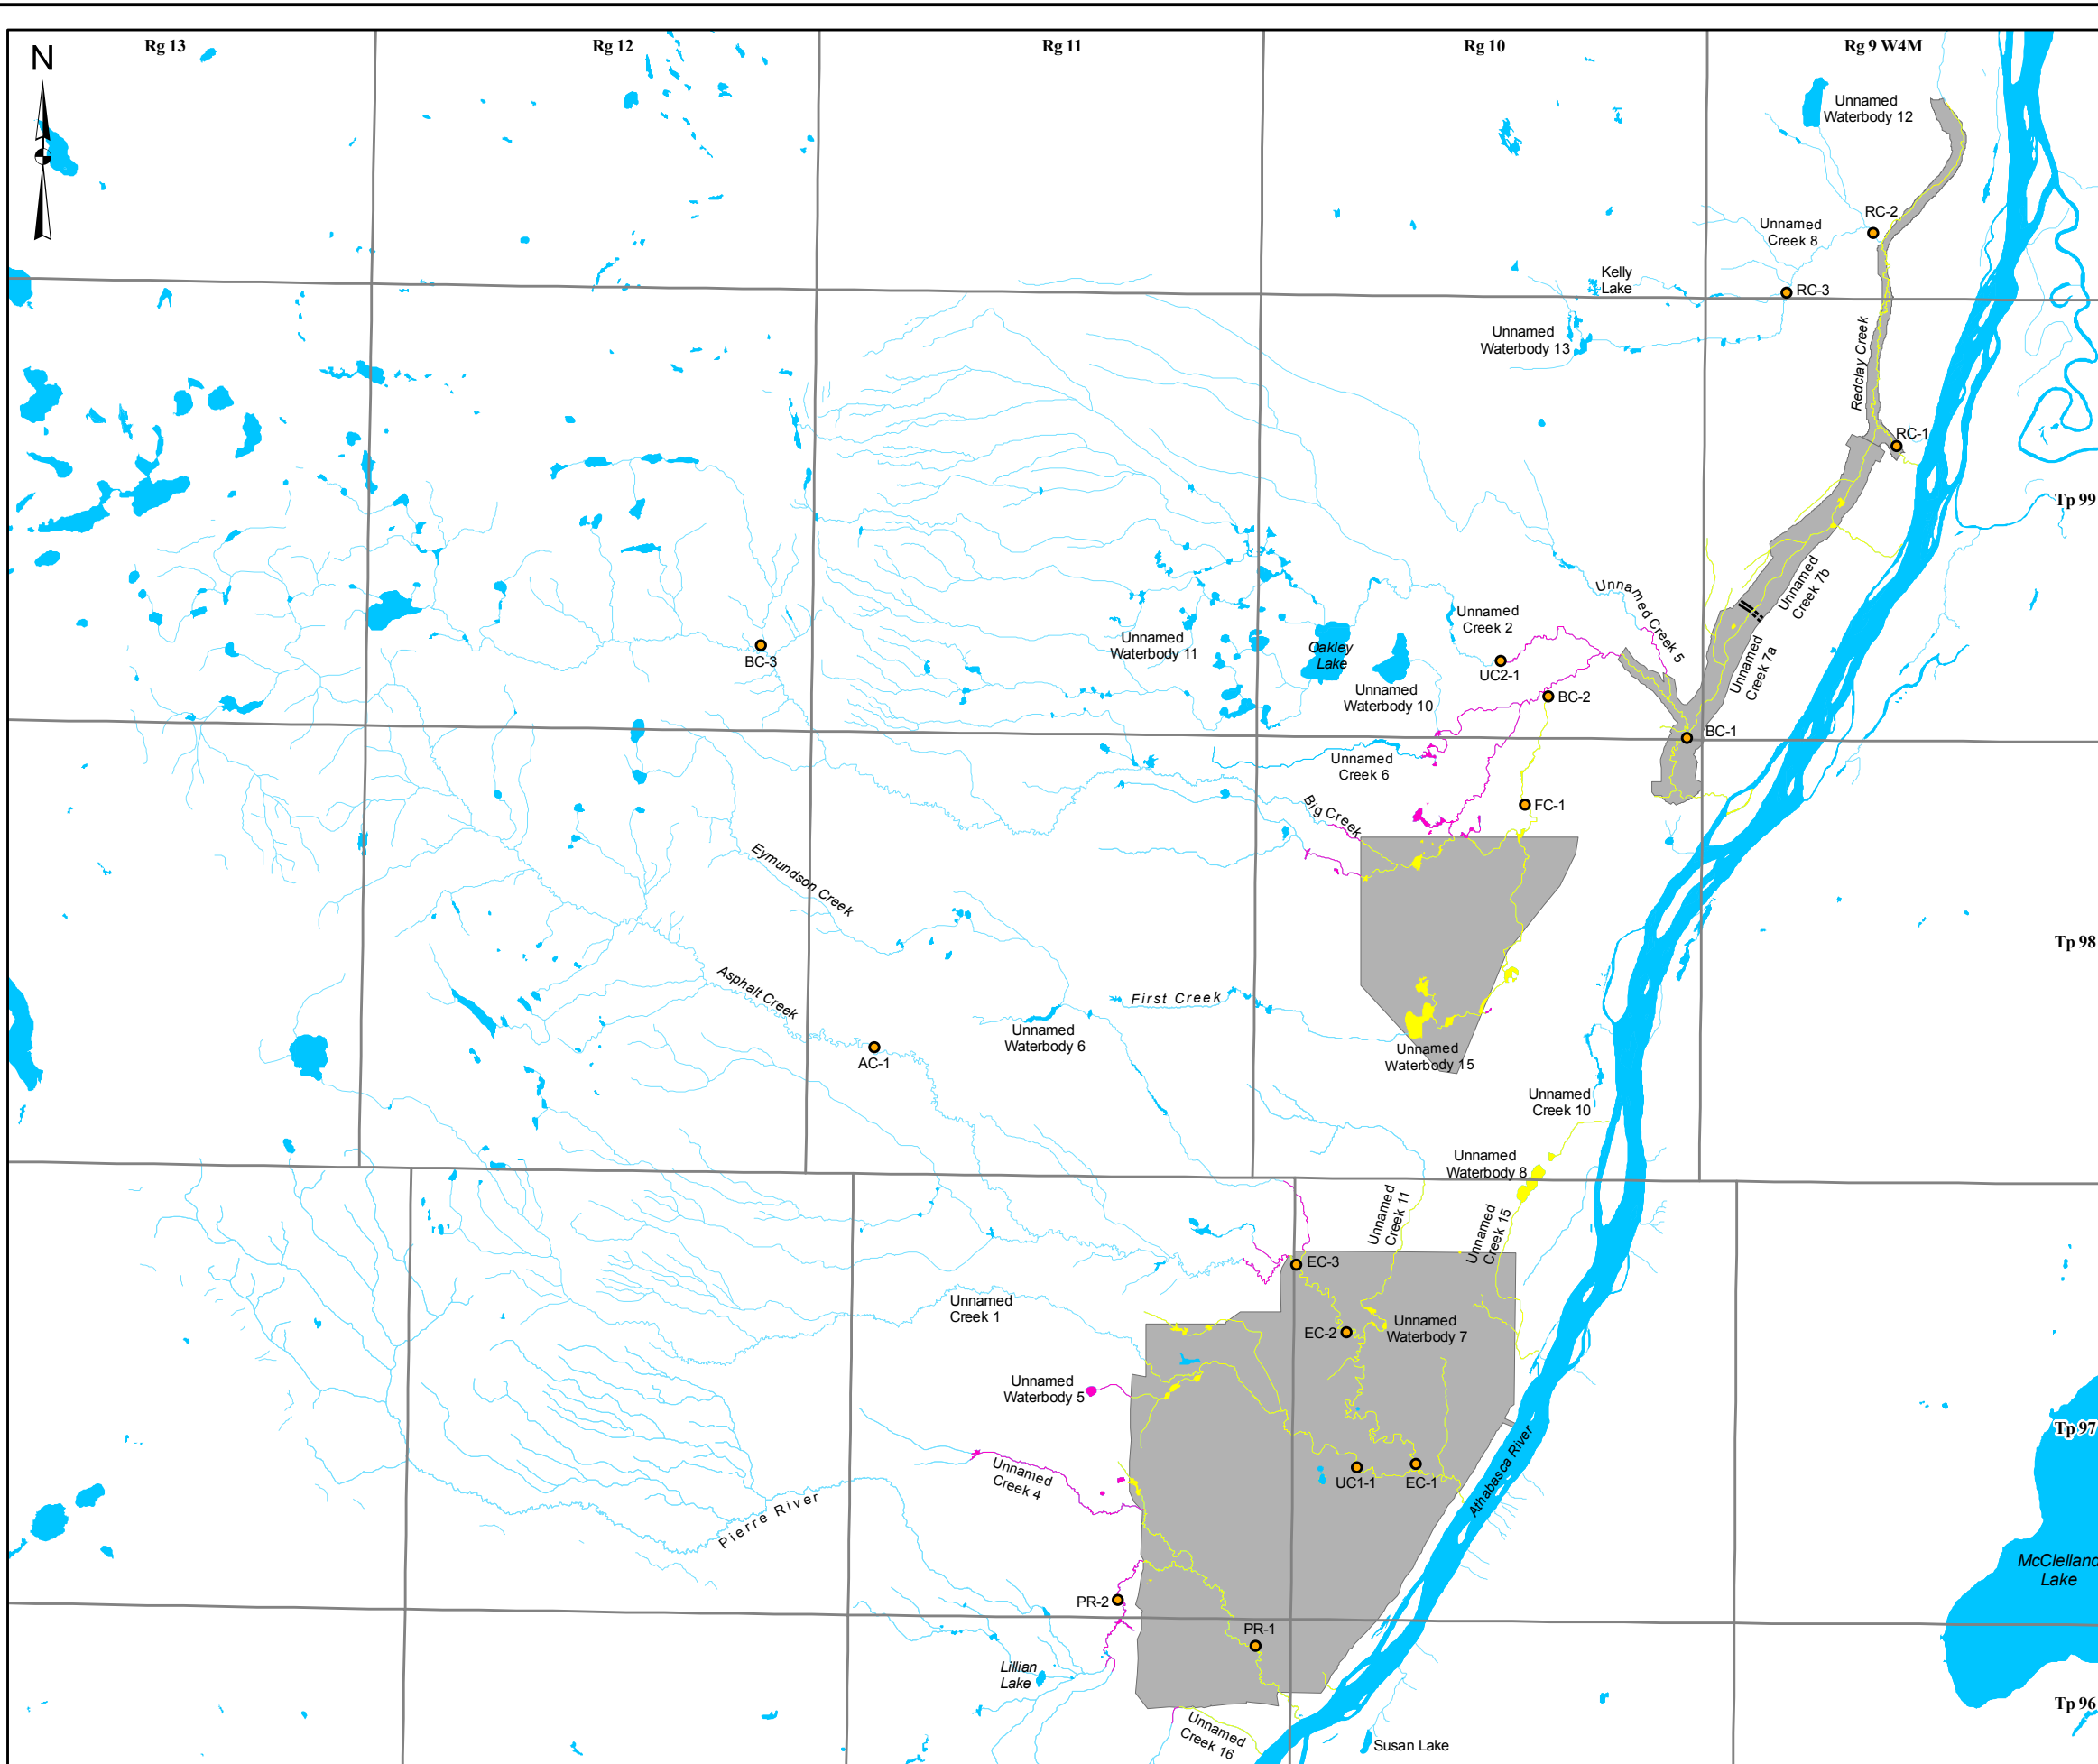 Rg 13
Rg 12
Rg 11
Rg 10
Rg 9 W4M
N
Unnamed
Waterbody 12
RC-2
Unnamed
Creek 8
Kelly
Lake
RC-3
Unnamed
Waterbody 13
Redclay Creek
RC-1
Tp 99
Unnamed
Creek 7b
Unnamed Creek 5
Unnamed
Creek 2
Unnamed
Waterbody 11
Oakley
Lake
BC-3
UC2-1
Unnamed
Creek 7a
Unnamed
Waterbody 10
BC-2
BC-1
Unnamed
Creek 6
Big Creek
FC-1
Eymundson Creek
Tp 98
Asphalt Creek
First Creek
Unnamed
Waterbody 6
AC-1
Unnamed
Waterbody 15
Unnamed
Creek 10
Unnamed
Waterbody 8
Unnamed
Creek 11
Unnamed
Creek 15
EC-3
Unnamed
Creek 1
EC-2
Unnamed
Waterbody 7
Unnamed
Waterbody 5
Tp 97
Athabasca River
Unnamed
Creek 4
UC1-1
EC-1
Pierre River
McClelland
Lake
PR-2
PR-1
Lillian
Lake
Tp 96
Unnamed
Creek 16
Susan Lake